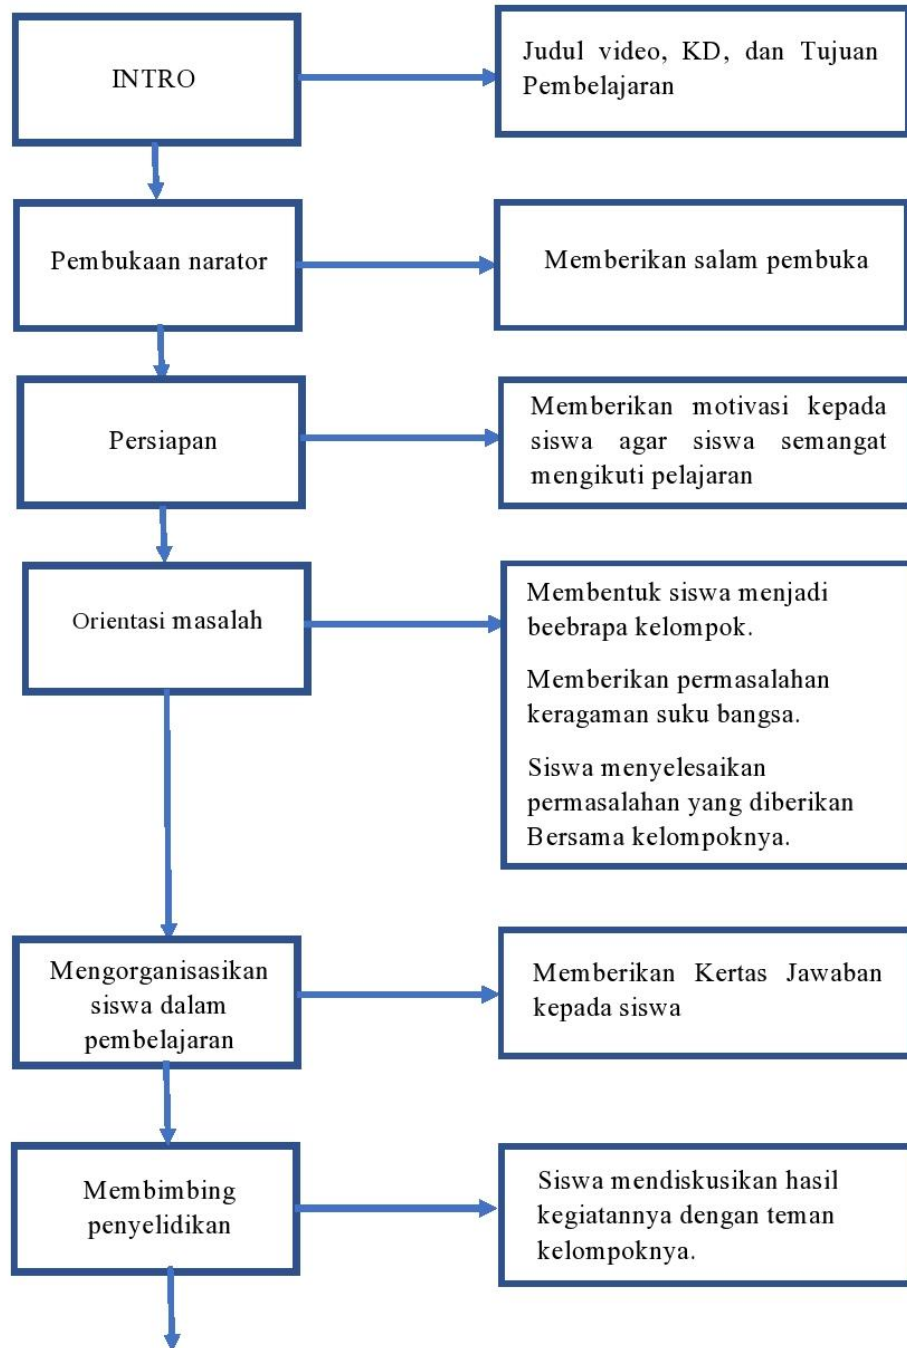 INTRO
Judul video, KD, dan Tujuan
Pembelajaran
Pembukaan narator
Memberikan salam pembuka
Persiapan
Memberikan motivasi kepada
siswa agar siswa semangat
mengikuti pelajaran
Orientasi masalah
Membentuk siswa menjadi
beebrapa kelompok.
Memberikan permasalahan
keragaman suku bangsa.
Siswa menyelesaikan
permasalahan yang diberikan
Bersama kelompoknya.
Mengorganisasikan
siswa dalam
pembelajaran
Memberikan Kertas Jawaban
kepada siswa
Membimbing
penyelidikan
Siswa mendiskusikan hasil
kegiatannya dengan teman
kelompoknya.